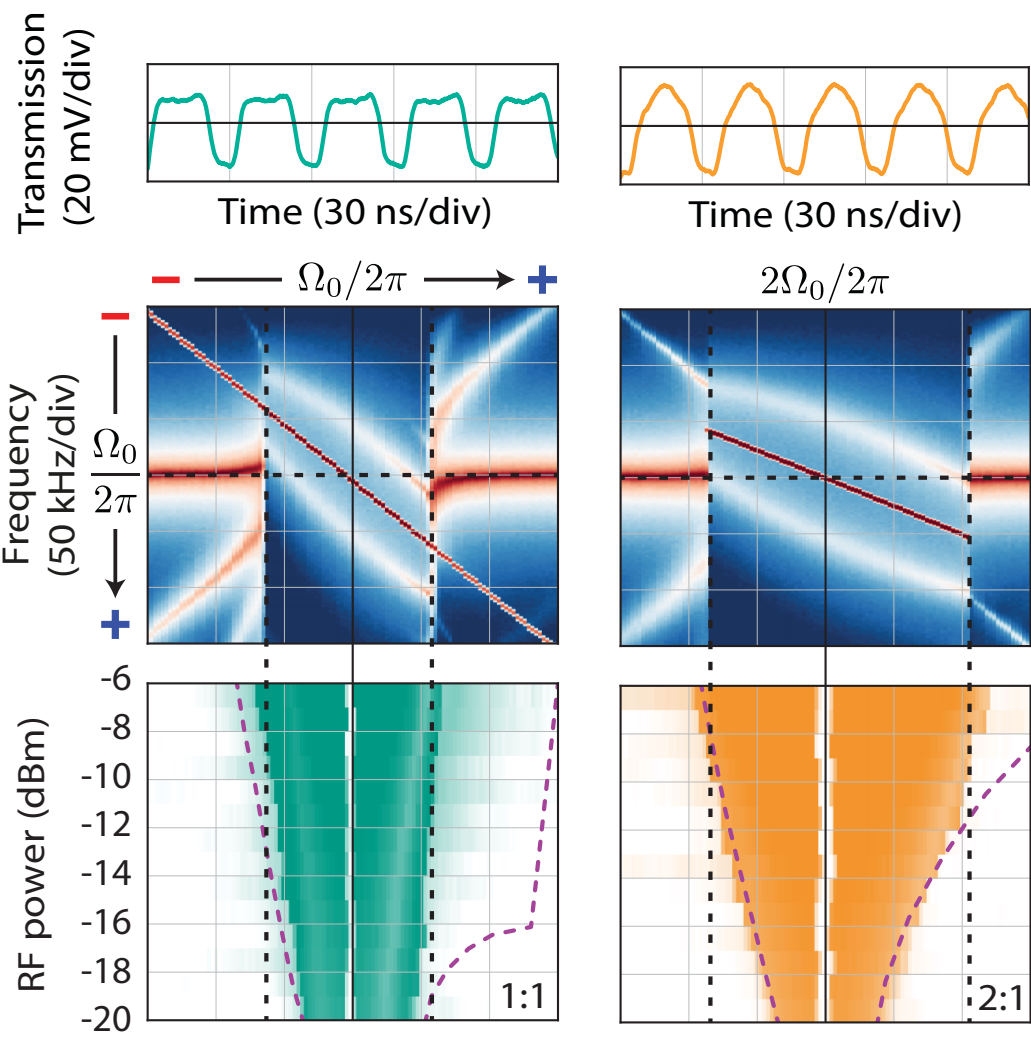 Transmission
(20 mV/div)
Time (30 ns/div)
Time (30 ns/div)
− Ω₀/2π +
2Ω₀/2π
Frequency
(50 kHz/div)
−
Ω₀
2π
+
RF power (dBm)
-6
-8
-10
-12
-14
-16
-18
-20
1:1
2:1